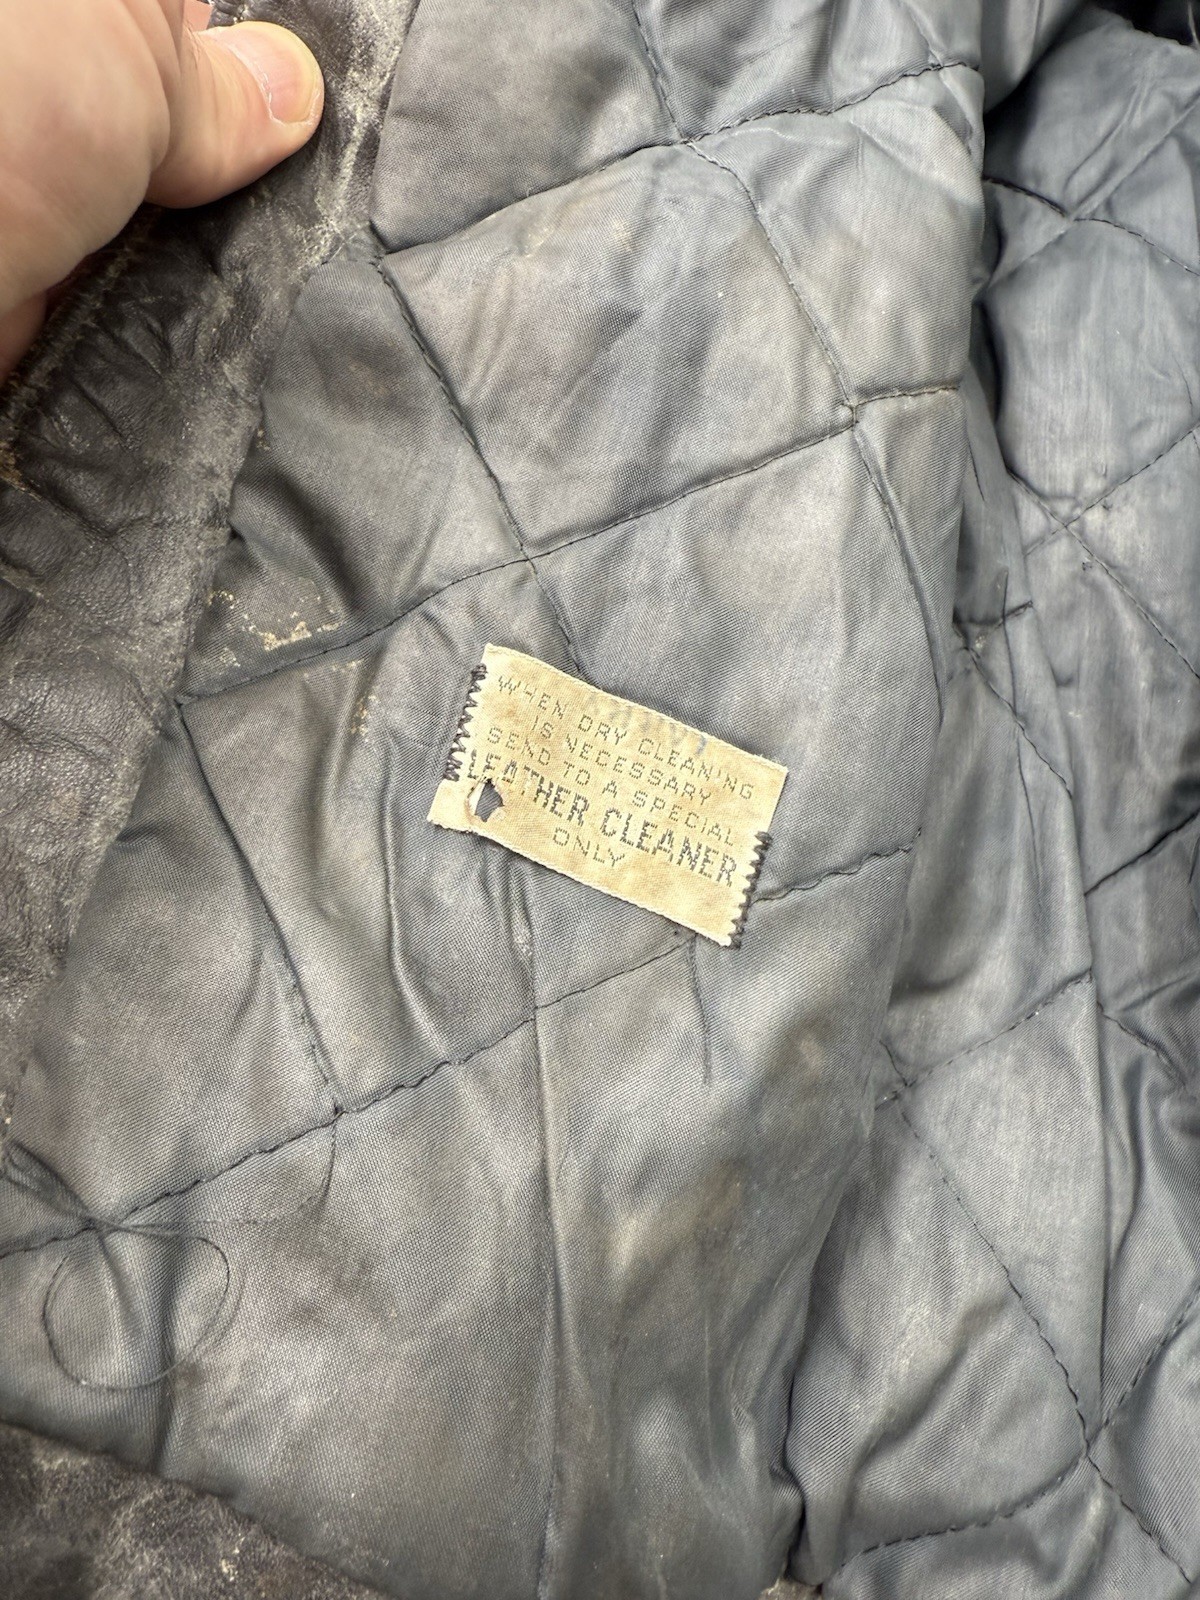 WHEN DRY CLEANING
IS NECESSARY
SEND TO A SPECIAL
LEATHER CLEANER
ONLY